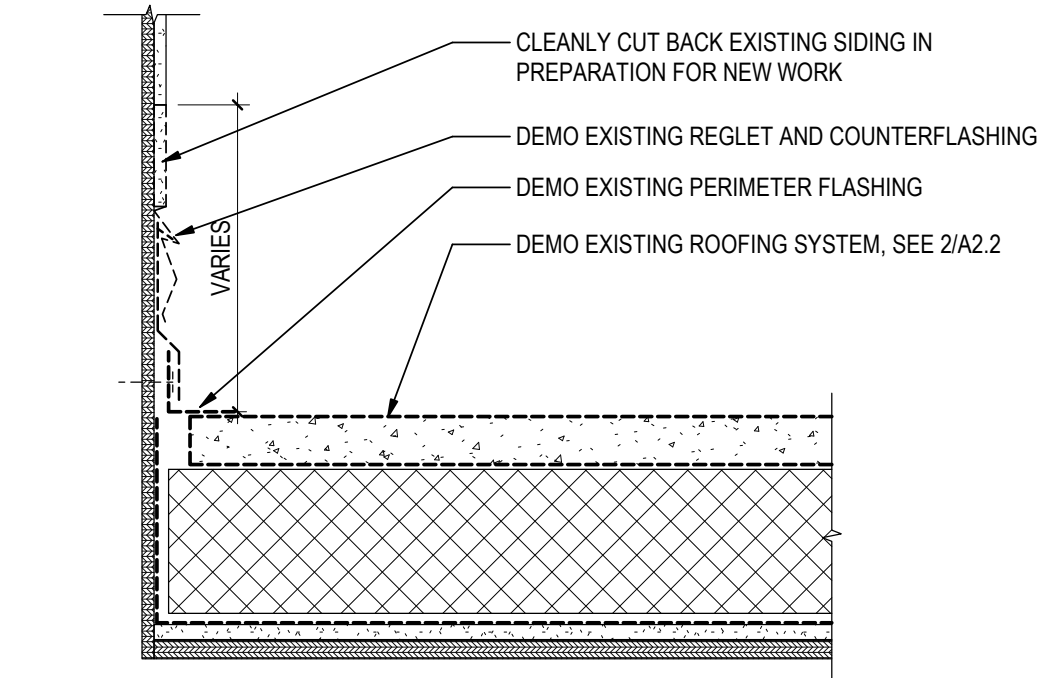 CLEANLY CUT BACK EXISTING SIDING IN
PREPARATION FOR NEW WORK
DEMO EXISTING REGLET AND COUNTERFLASHING
DEMO EXISTING PERIMETER FLASHING
DEMO EXISTING ROOFING SYSTEM, SEE 2/A2.2
VARIES